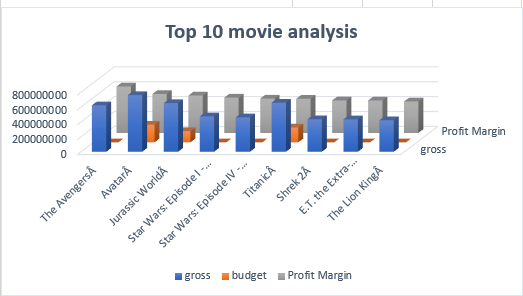 Top 10 movie analysis
800000000
600000000
400000000
200000000
0
Profit Margin
gross
The AvengersÂ
AvatarÂ
Jurassic WorldÂ
Star Wars: Episode I -...
Star Wars: Episode IV -...
TitanicÂ
Shrek 2Â
E.T. the Extra-...
The Lion KingÂ
gross budget Profit Margin